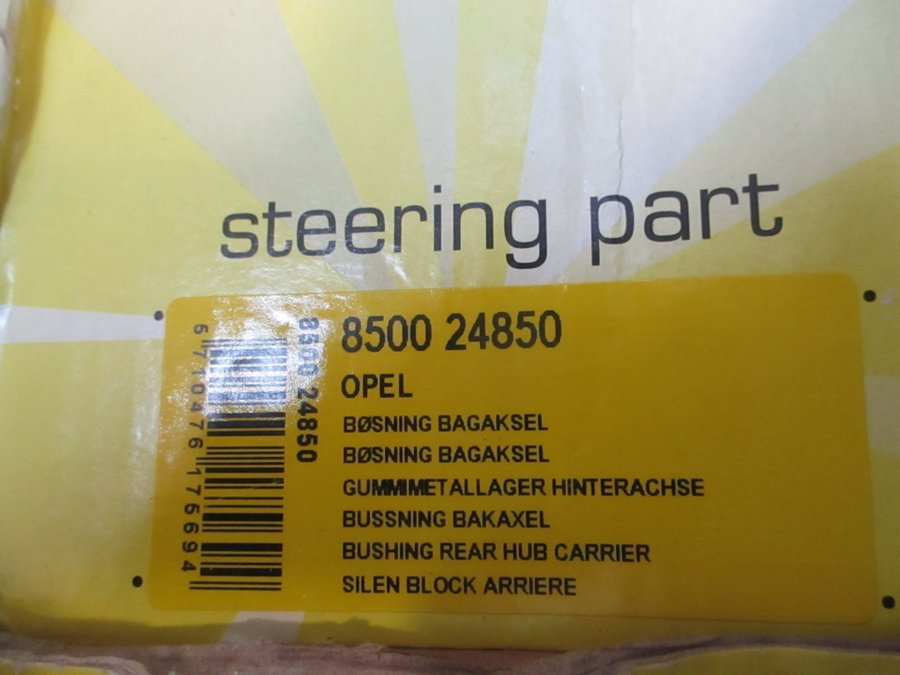 steering part
8500 24850
OPEL
BØSNING BAGAKSEL
BØSNING BAGAKSEL
GUMMIMETALLAGER HINTERACHSE
BUSSNING BAKAXEL
BUSHING REAR HUB CARRIER
SILEN BLOCK ARRIERE
8500 24850
5710476175694